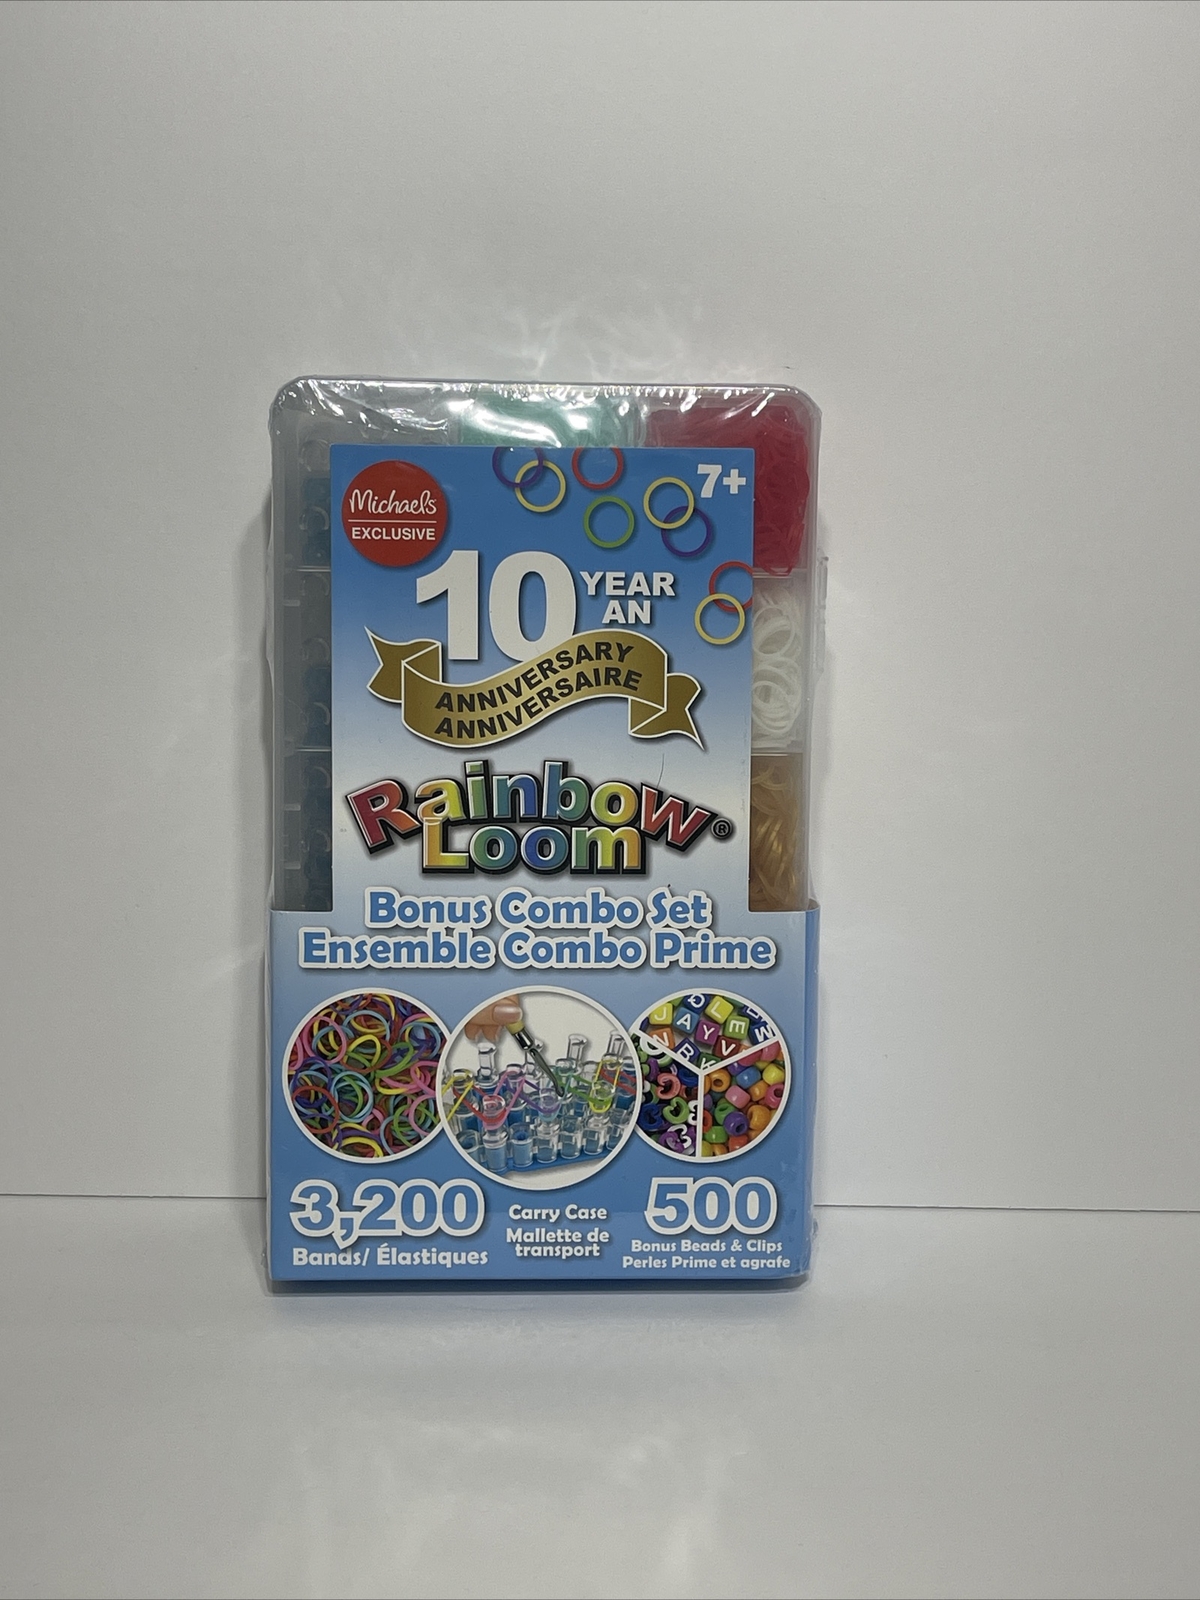 7+
Michaels
EXCLUSIVE
10 YEAR
AN
ANNIVERSARY
ANNIVERSAIRE
Rainbow
Loom®
Bonus Combo Set
Ensemble Combo Prime
3,200
Bands/ Élastiques
Carry Case
Mallette de
transport
500
Bonus Beads & Clips
Perles Prime et agrafe